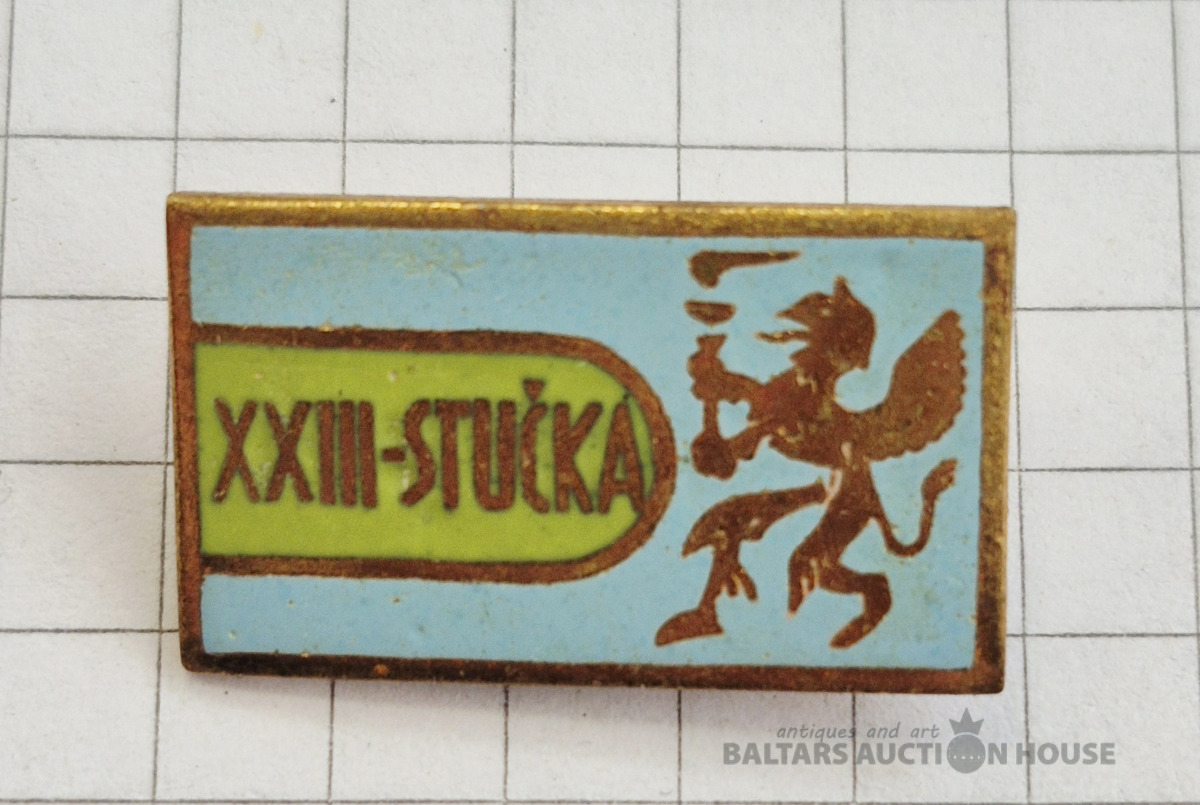 XXIII-STUČKA
antiques and art
BALTARS AUCTION HOUSE